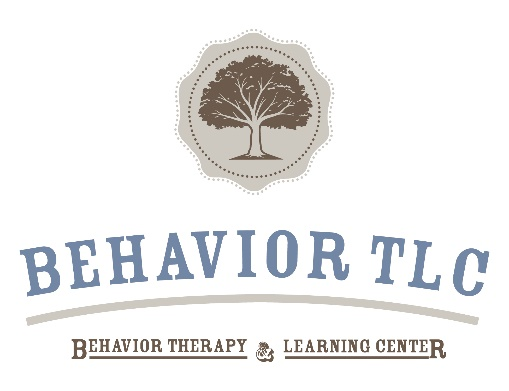 BEHAVIOR TLC
BEHAVIOR THERAPY & LEARNING CENTER